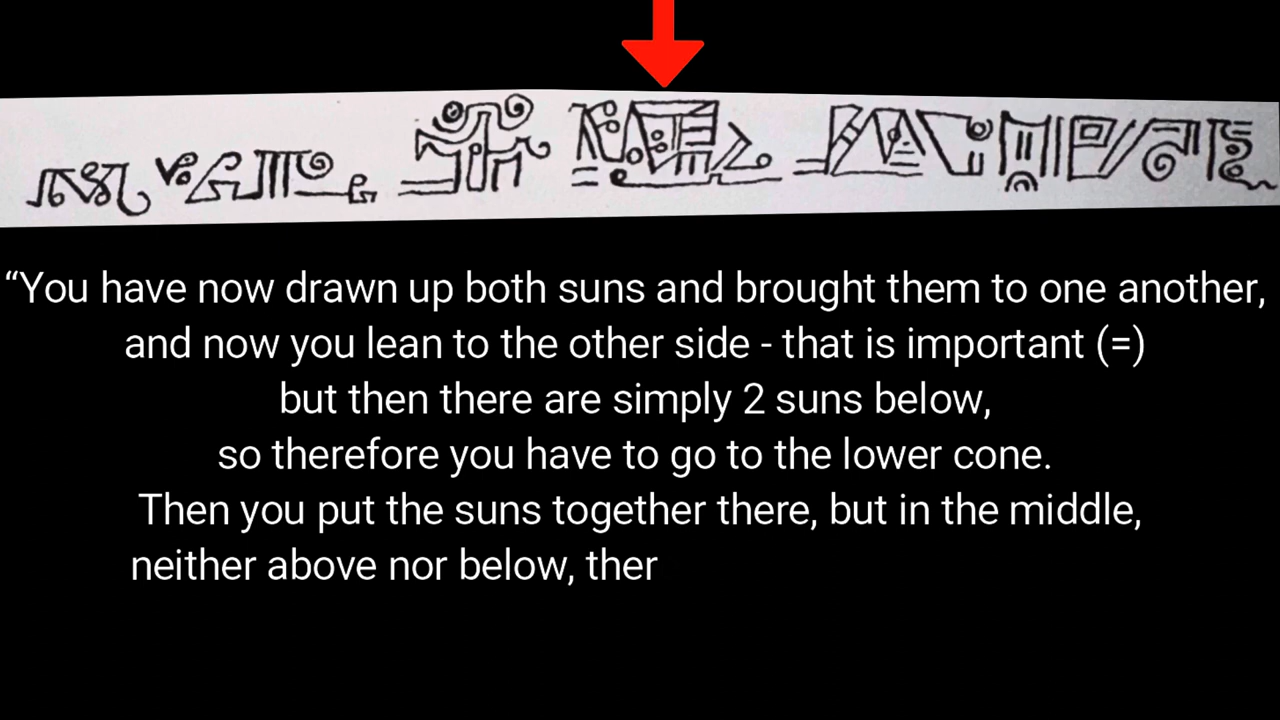 “You have now drawn up both suns and brought them to one another,
and now you lean to the other side - that is important (=)
but then there are simply 2 suns below,
so therefore you have to go to the lower cone.
Then you put the suns together there, but in the middle,
neither above nor below, ther